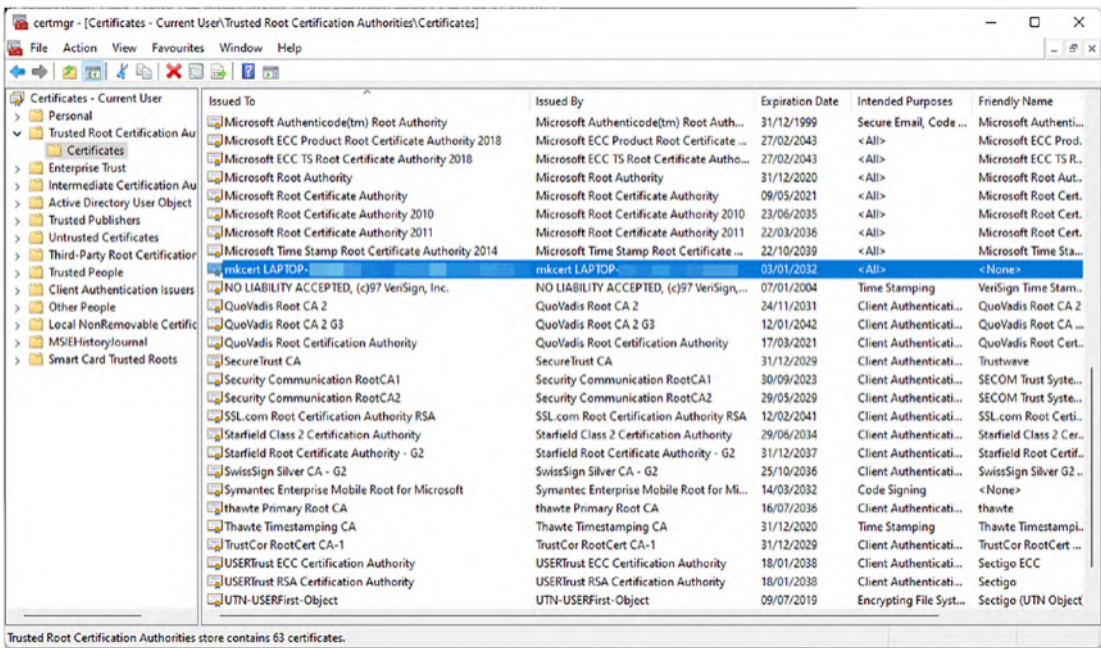 certmgr - [Certificates - Current User\Trusted Root Certification Authorities\Certificates]
File Action View Favourites Window Help
Certificates - Current User
Personal
Trusted Root Certification Au
Certificates
Enterprise Trust
Intermediate Certification Au
Active Directory User Object
Trusted Publishers
Untrusted Certificates
Third-Party Root Certification
Trusted People
Client Authentication Issuers
Other People
Local NonRemovable Certific
MSIEHistoryJournal
Smart Card Trusted Roots
Issued To Issued By Expiration Date Intended Purposes Friendly Name
Microsoft Authenticode(tm) Root Authority Microsoft Authenticode(tm) Root Auth... 31/12/1999 Secure Email, Code ... Microsoft Authenti...
Microsoft ECC Product Root Certificate Authority 2018 Microsoft ECC Product Root Certificate ... 27/02/2043 <All> Microsoft ECC Prod..
Microsoft ECC TS Root Certificate Authority 2018 Microsoft ECC TS Root Certificate Autho... 27/02/2043 <All> Microsoft ECC TS R..
Microsoft Root Authority Microsoft Root Authority 31/12/2020 <All> Microsoft Root Aut..
Microsoft Root Certificate Authority Microsoft Root Certificate Authority 09/05/2021 <All> Microsoft Root Cert.
Microsoft Root Certificate Authority 2010 Microsoft Root Certificate Authority 2010 23/06/2035 <All> Microsoft Root Cert.
Microsoft Root Certificate Authority 2011 Microsoft Root Certificate Authority 2011 22/03/2036 <All> Microsoft Root Cert.
Microsoft Time Stamp Root Certificate Authority 2014 Microsoft Time Stamp Root Certificate ... 22/10/2039 <All> Microsoft Time Sta...
mkcert LAPTOP- mkcert LAPTOP- 03/01/2032 <All> <None>
NO LIABILITY ACCEPTED, (c)97 VeriSign, Inc. NO LIABILITY ACCEPTED, (c)97 VeriSign,... 07/01/2004 Time Stamping VeriSign Time Stam..
QuoVadis Root CA 2 QuoVadis Root CA 2 24/11/2031 Client Authenticati... QuoVadis Root CA 2
QuoVadis Root CA 2 G3 QuoVadis Root CA 2 G3 12/01/2042 Client Authenticati... QuoVadis Root CA ...
QuoVadis Root Certification Authority QuoVadis Root Certification Authority 17/03/2021 Client Authenticati... QuoVadis Root Cert..
SecureTrust CA SecureTrust CA 31/12/2029 Client Authenticati... Trustwave
Security Communication RootCA1 Security Communication RootCA1 30/09/2023 Client Authenticati... SECOM Trust Syste...
Security Communication RootCA2 Security Communication RootCA2 29/05/2029 Client Authenticati... SECOM Trust Syste...
SSL.com Root Certification Authority RSA SSL.com Root Certification Authority RSA 12/02/2041 Client Authenticati... SSL.com Root Certi..
Starfield Class 2 Certification Authority Starfield Class 2 Certification Authority 29/06/2034 Client Authenticati... Starfield Class 2 Cer..
Starfield Root Certificate Authority - G2 Starfield Root Certificate Authority - G2 31/12/2037 Client Authenticati... Starfield Root Certif..
SwissSign Silver CA - G2 SwissSign Silver CA - G2 25/10/2036 Client Authenticati... SwissSign Silver G2 ..
Symantec Enterprise Mobile Root for Microsoft Symantec Enterprise Mobile Root for Mi... 14/03/2032 Code Signing <None>
thawte Primary Root CA thawte Primary Root CA 16/07/2036 Client Authenticati... thawte
Thawte Timestamping CA Thawte Timestamping CA 31/12/2020 Time Stamping Thawte Timestampi..
TrustCor RootCert CA-1 TrustCor RootCert CA-1 31/12/2029 Client Authenticati... TrustCor RootCert ...
USERTrust ECC Certification Authority USERTrust ECC Certification Authority 18/01/2038 Client Authenticati... Sectigo ECC
USERTrust RSA Certification Authority USERTrust RSA Certification Authority 18/01/2038 Client Authenticati... Sectigo
UTN-USERFirst-Object UTN-USERFirst-Object 09/07/2019 Encrypting File Syst... Sectigo (UTN Object)
Trusted Root Certification Authorities store contains 63 certificates.